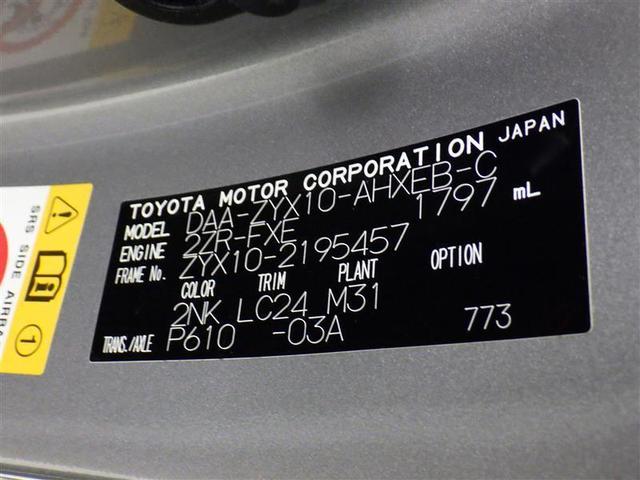 TOYOTA MOTOR CORPORATION JAPAN
MODEL DAA-ZYX10-AHXEB-C
ENGINE 2ZR-FXE 1797 mL
FRAME No. ZYX10-2195457
COLOR TRIM PLANT OPTION
2NK LC24 M31
TRANS./AXLE P610 -03A 773
SRS SIDE AIRBA
1